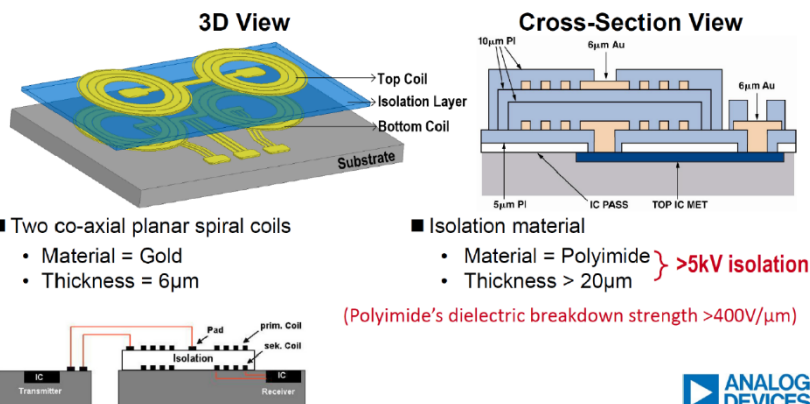 3D View
Top Coil
Isolation Layer
Bottom Coil
Substrate
■ Two co-axial planar spiral coils
• Material = Gold
• Thickness = 6μm
Pad
prim. Coil
sek. Coil
Isolation
IC
Transmitter
IC
Receiver
Cross-Section View
10μm PI
6μm Au
6μm Au
5μm PI
IC PASS
TOP IC MET
■ Isolation material
• Material = Polyimide
• Thickness > 20μm
>5kV isolation
(Polyimide's dielectric breakdown strength >400V/μm)
ANALOG
DEVICES